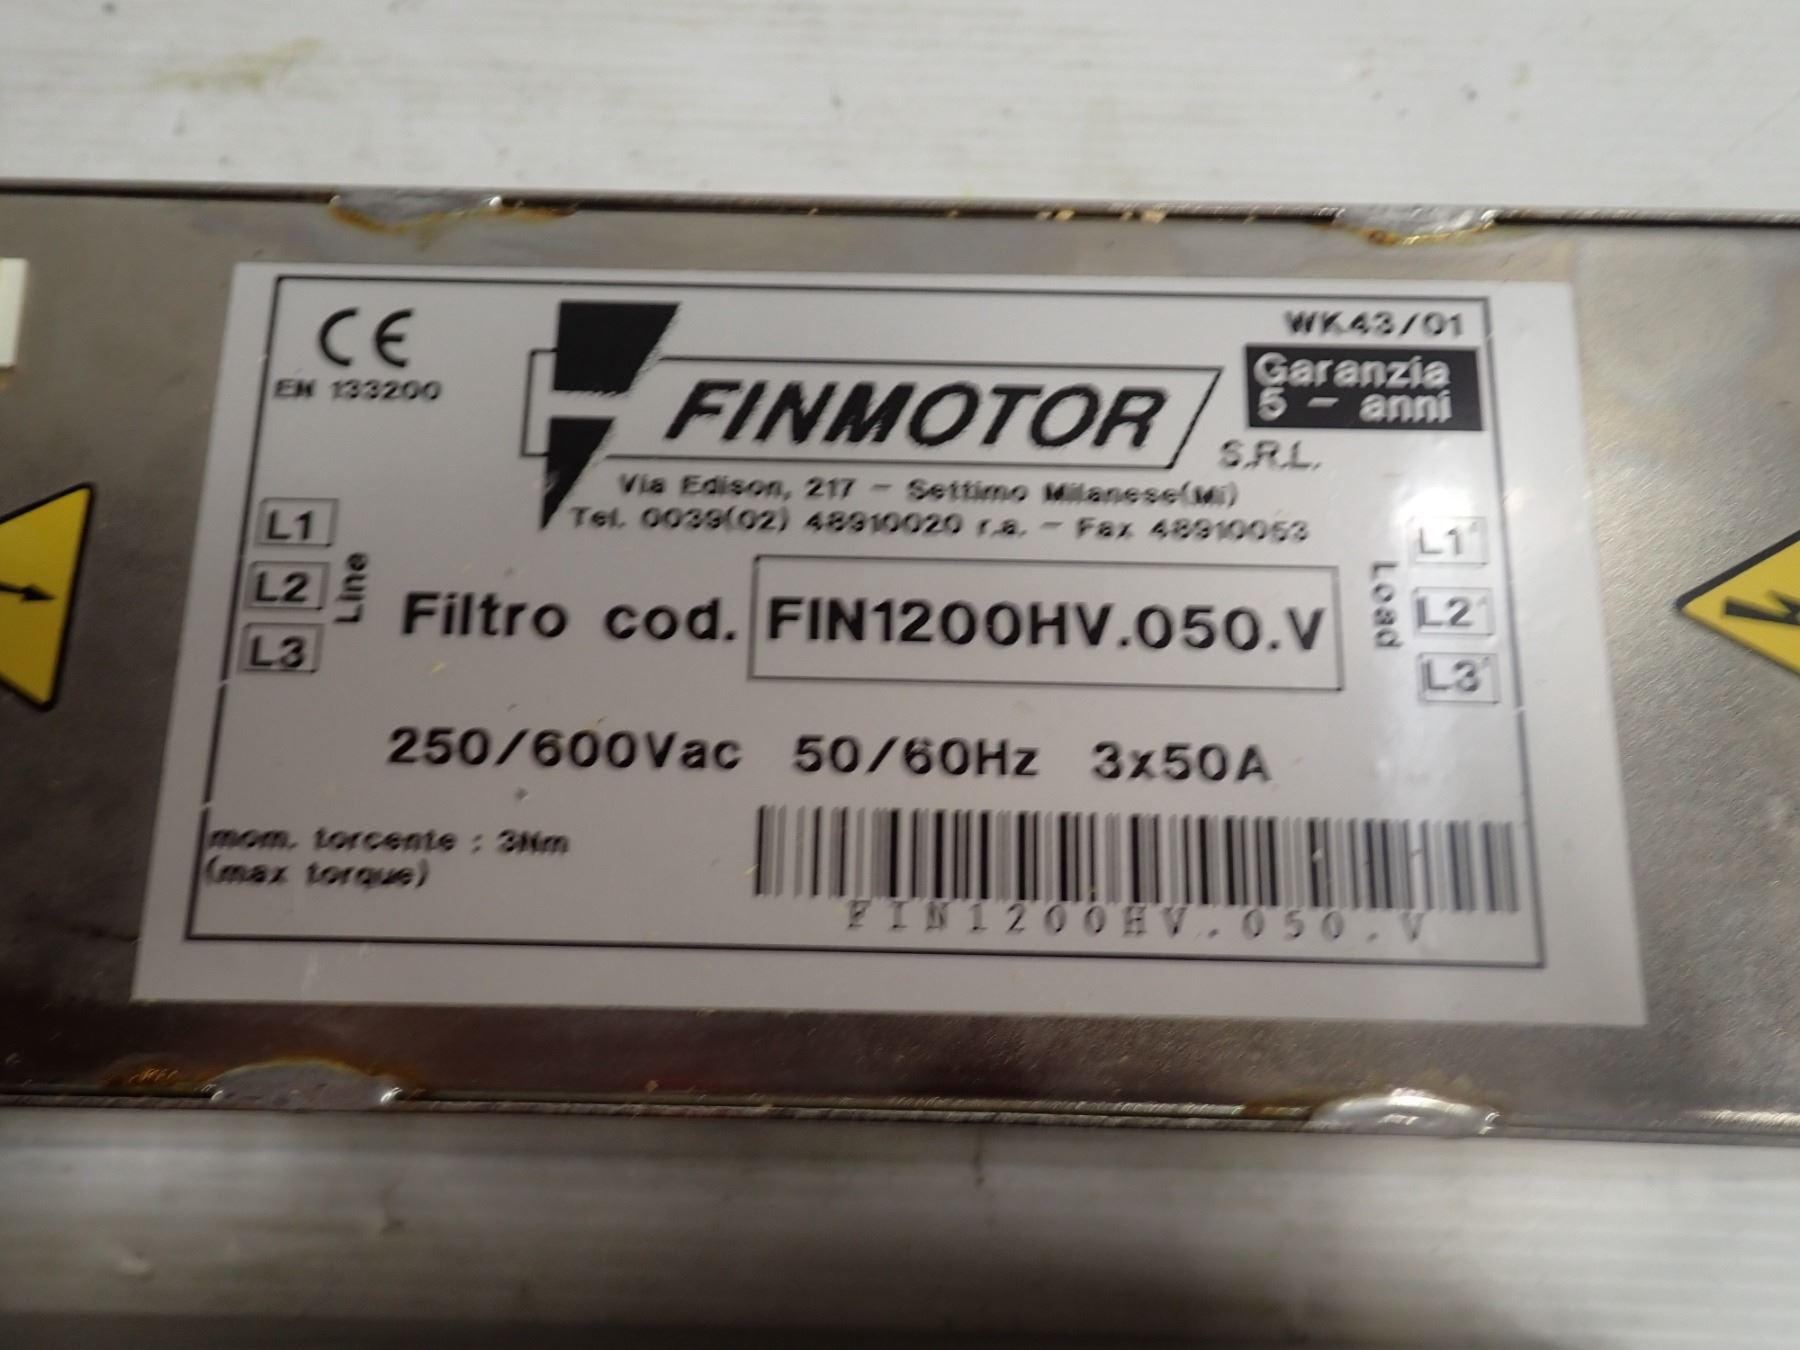 CE
EN 133200
FINMOTOR
S.R.L.
WK43/01
Garanzia
5 - anni
Via Edison, 217 - Settimo Milanese(Mi)
Tel. 0039(02) 48910020 r.a. - Fax 48910053
L1
L2
L3
Line
Filtro cod. FIN1200HV.050.V
Load
L1'
L2'
L3'
250/600Vac 50/60Hz 3x50A
mom. torcente : 3Nm
(max torque)
FIN1200HV.050.V